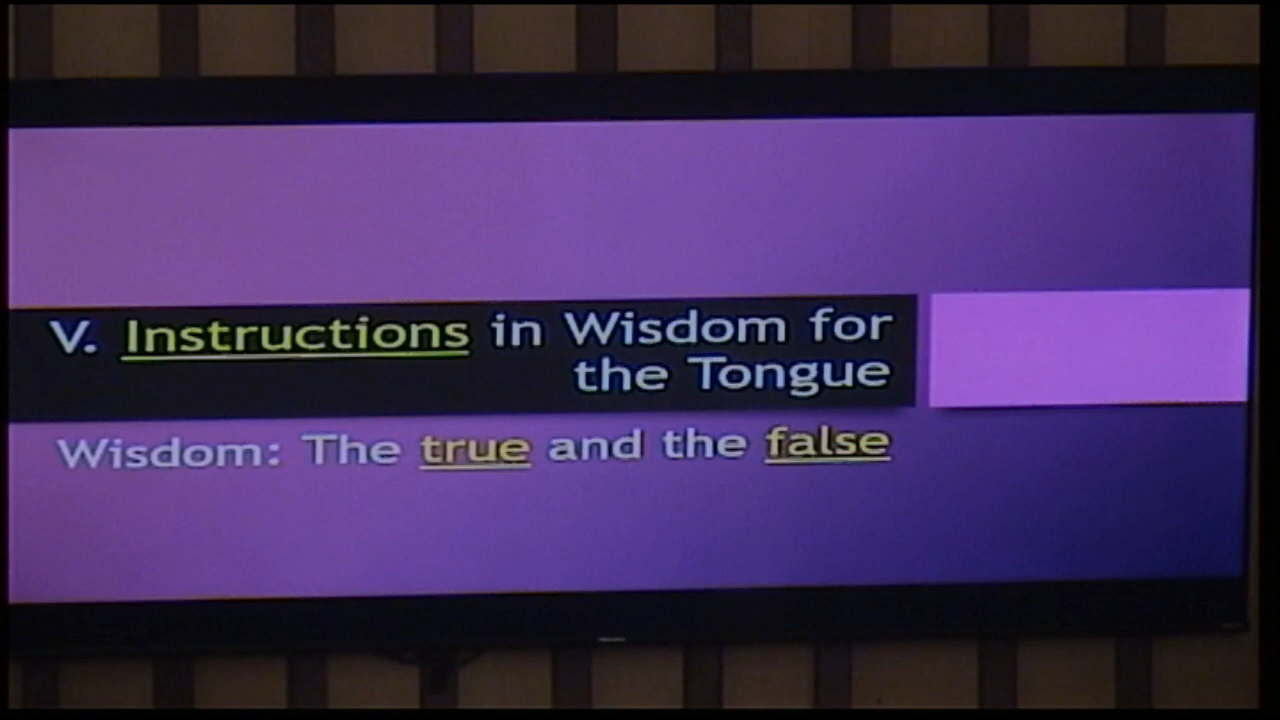 V. Instructions in Wisdom for
the Tongue
Wisdom: The true and the false